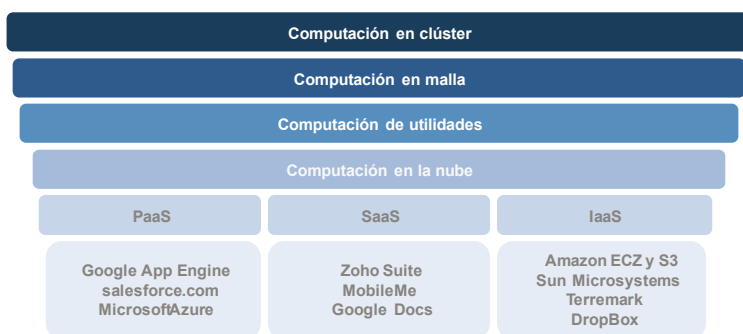 Computación en clúster
Computación en malla
Computación de utilidades
Computación en la nube
PaaS
SaaS
IaaS
Google App Engine
salesforce.com
MicrosoftAzure
Zoho Suite
MobileMe
Google Docs
Amazon ECZ y S3
Sun Microsystems
Terremark
DropBox